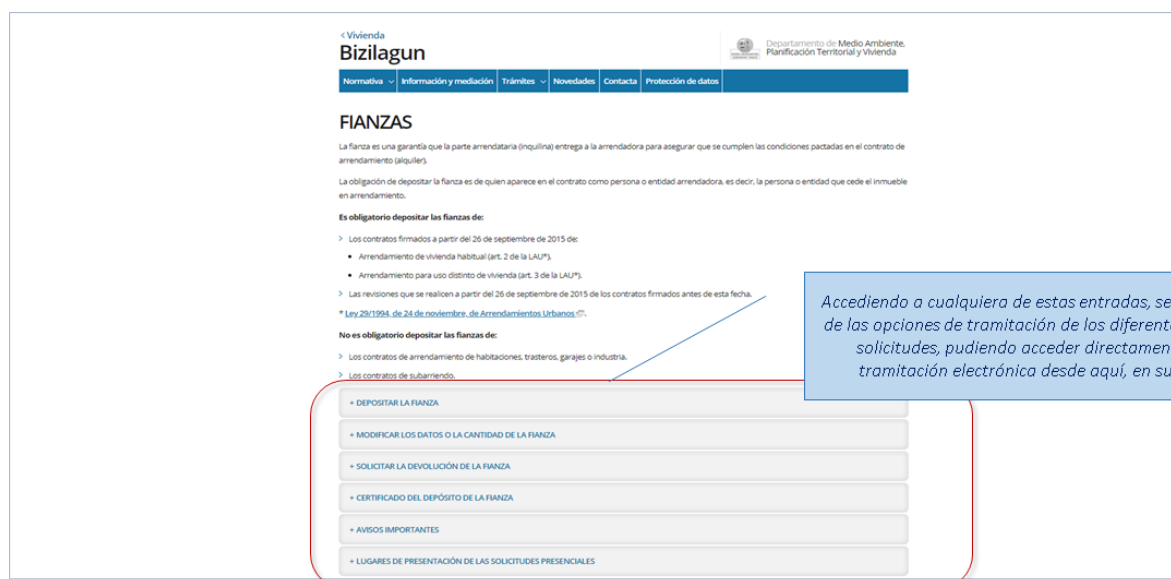 < Vivienda
Bizilagun
Departamento de Medio Ambiente,
Planificación Territorial y Vivienda
Normativa Información y mediación Trámites Novedades Contacta Protección de datos
FIANZAS
La fianza es una garantía que la parte arrendataria (inquilina) entrega a la arrendadora para asegurar que se cumplen las condiciones pactadas en el contrato de
arrendamiento (alquiler).
La obligación de depositar la fianza es de quien aparece en el contrato como persona o entidad arrendadora, es decir, la persona o entidad que cede el inmueble
en arrendamiento.
Es obligatorio depositar las fianzas de:
> Los contratos firmados a partir del 26 de septiembre de 2015 de:
• Arrendamiento de vivienda habitual (art. 2 de la LAU*).
• Arrendamiento para uso distinto de vivienda (art. 3 de la LAU*).
> Las revisiones que se realicen a partir del 26 de septiembre de 2015 de los contratos firmados antes de esta fecha.
* Ley 29/1994, de 24 de noviembre, de Arrendamientos Urbanos.
No es obligatorio depositar las fianzas de:
> Los contratos de arrendamiento de habitaciones, trasteros, garajes o industria.
> Los contratos de subarriendo.
Accediendo a cualquiera de estas entradas, se
de las opciones de tramitación de los diferent
solicitudes, pudiendo acceder directamen
tramitación electrónica desde aquí, en su
+ DEPOSITAR LA FIANZA
+ MODIFICAR LOS DATOS O LA CANTIDAD DE LA FIANZA
+ SOLICITAR LA DEVOLUCIÓN DE LA FIANZA
+ CERTIFICADO DEL DEPÓSITO DE LA FIANZA
+ AVISOS IMPORTANTES
+ LUGARES DE PRESENTACIÓN DE LAS SOLICITUDES PRESENCIALES